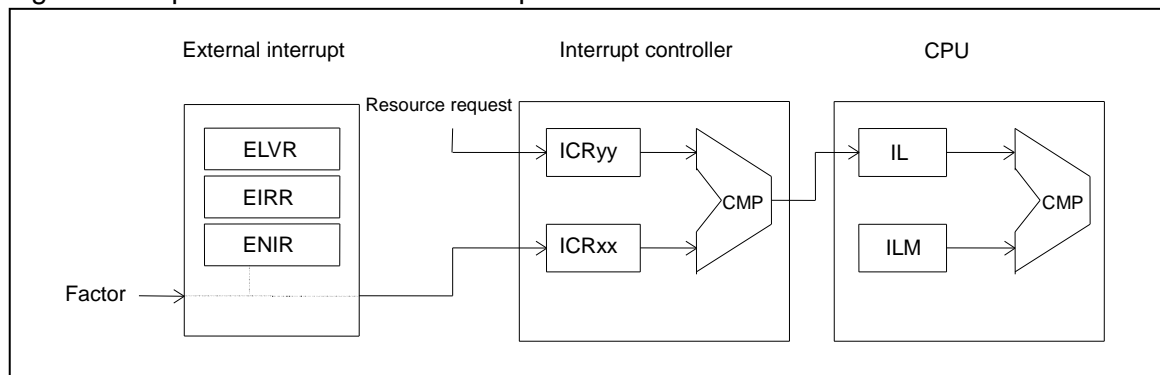 External interrupt
Interrupt controller
CPU
Resource request
ELVR
EIRR
ENIR
Factor
ICRyy
ICRxx
CMP
IL
ILM
CMP